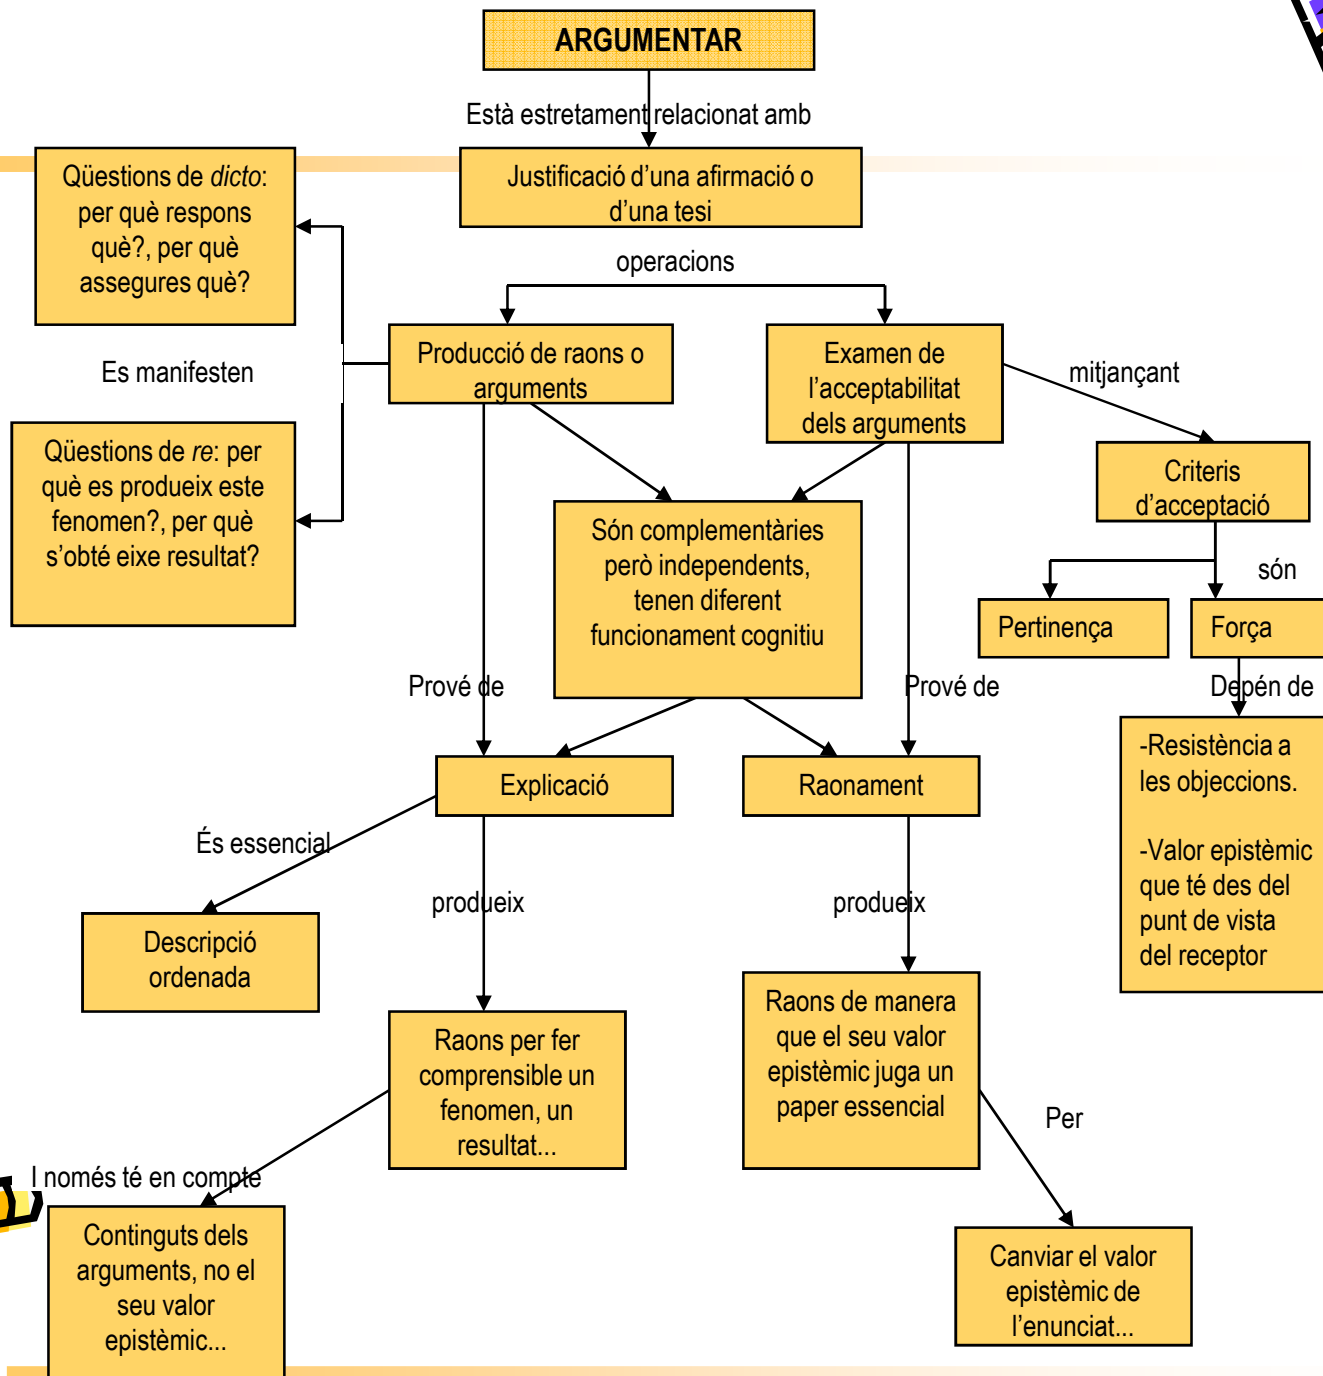 ARGUMENTAR
Està estretament relacionat amb
Justificació d'una afirmació o
d'una tesi
Qüestions de dicto:
per què respons
què?, per què
assegures què?
operacions
Producció de raons o
arguments
Examen de
l'acceptabilitat
dels arguments
Es manifesten
mitjançant
Qüestions de re: per
què es produeix este
fenomen?, per què
s'obté eixe resultat?
Criteris
d'acceptació
Són complementàries
però independents,
tenen diferent
funcionament cognitiu
són
Pertinença
Força
Prové de
Prové de
Depén de
-Resistència a
les objeccions.
-Valor epistèmic
que té des del
punt de vista
del receptor
Explicació
Raonament
És essencial
produeix
produeix
Descripció
ordenada
Raons per fer
comprensible un
fenomen, un
resultat...
Raons de manera
que el seu valor
epistèmic juga un
paper essencial
Per
I només té en compte
Continguts dels
arguments, no el
seu valor
epistèmic...
Canviar el valor
epistèmic de
l'enunciat...